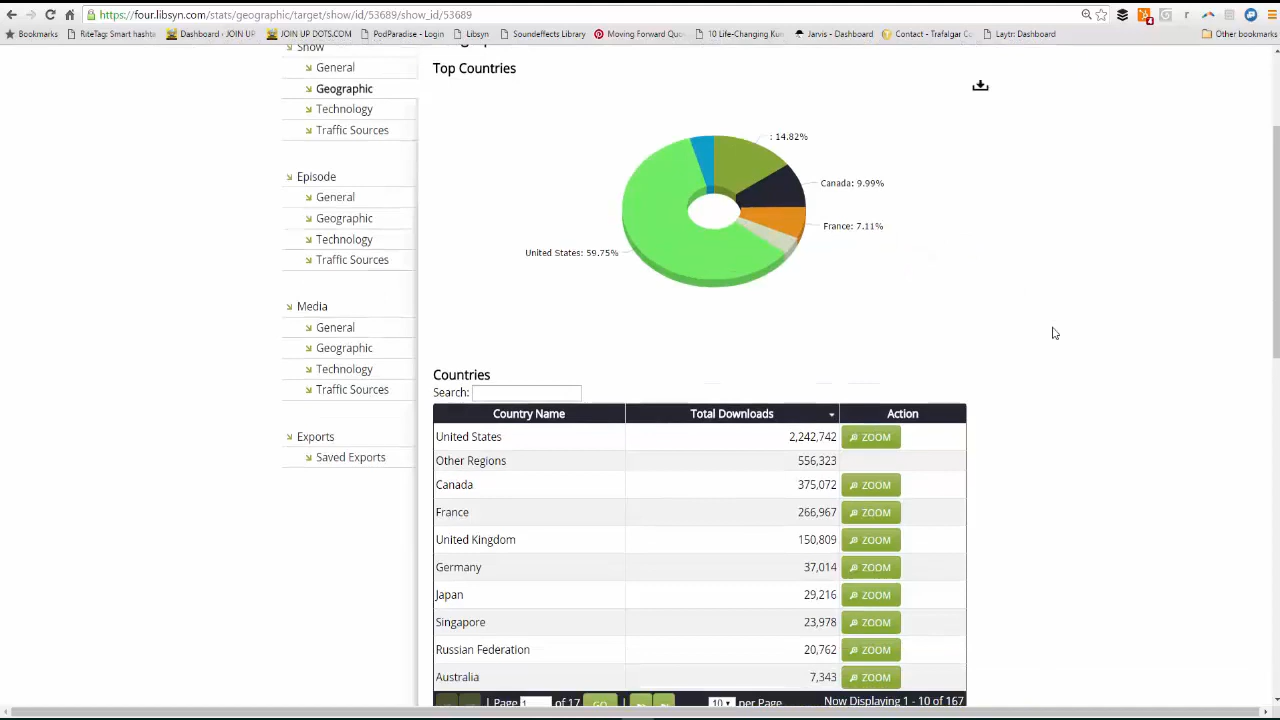 https://four.libsyn.com/stats/geographic/target/show/id/53689/show_id/53689
Bookmarks RiteTag: Smart hashta Dashboard - JOIN UP JOIN UP DOTS.COM PodParadise - Login Libsyn Soundeffects Library Moving Forward Quo 10 Life-Changing Kun Jarvis - Dashboard Contact - Trafalgar Co Laytr: Dashboard Other bookmarks
Show
General
Geographic
Technology
Traffic Sources
Episode
General
Geographic
Technology
Traffic Sources
Media
General
Geographic
Technology
Traffic Sources
Exports
Saved Exports
Top Countries
: 14.82%
Canada: 9.99%
France: 7.11%
United States: 59.75%
Countries
Search:
Country Name Total Downloads Action
United States 2,242,742 ZOOM
Other Regions 556,323
Canada 375,072 ZOOM
France 266,967 ZOOM
United Kingdom 150,809 ZOOM
Germany 37,014 ZOOM
Japan 29,216 ZOOM
Singapore 23,978 ZOOM
Russian Federation 20,762 ZOOM
Australia 7,343 ZOOM
| Page 1 of 17 GO | 10 per Page Now Displaying 1 - 10 of 167